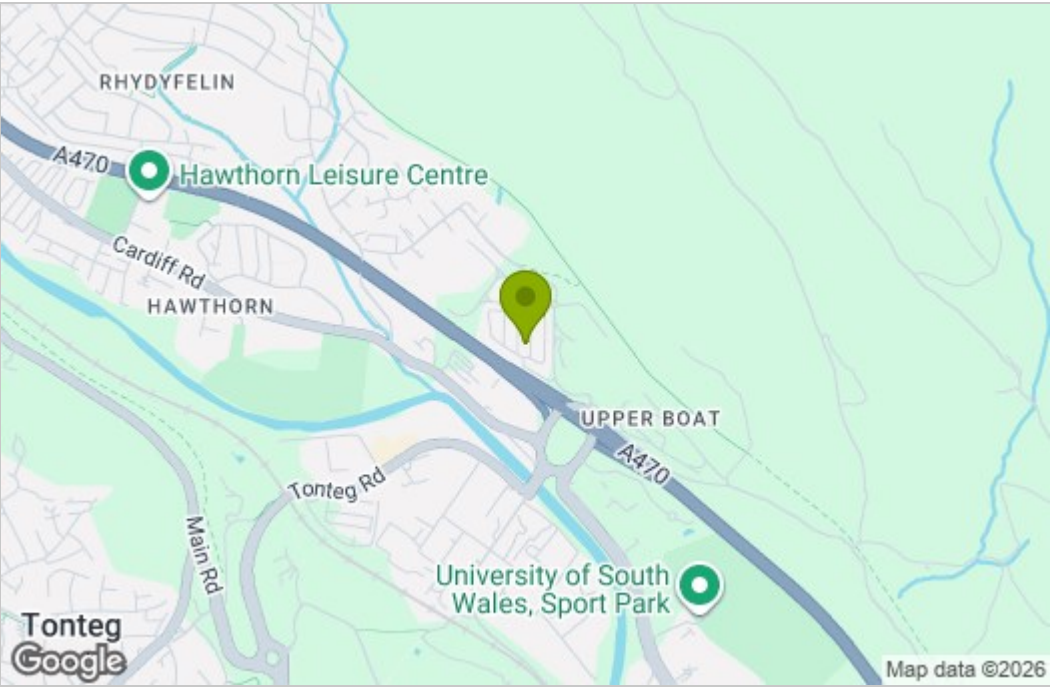 RHYDYFELIN
A470
Hawthorn Leisure Centre
Cardiff Rd
HAWTHORN
UPPER BOAT
A470
Tonteg Rd
Main Rd
University of South
Wales, Sport Park
Tonteg
Google
Map data ©2026